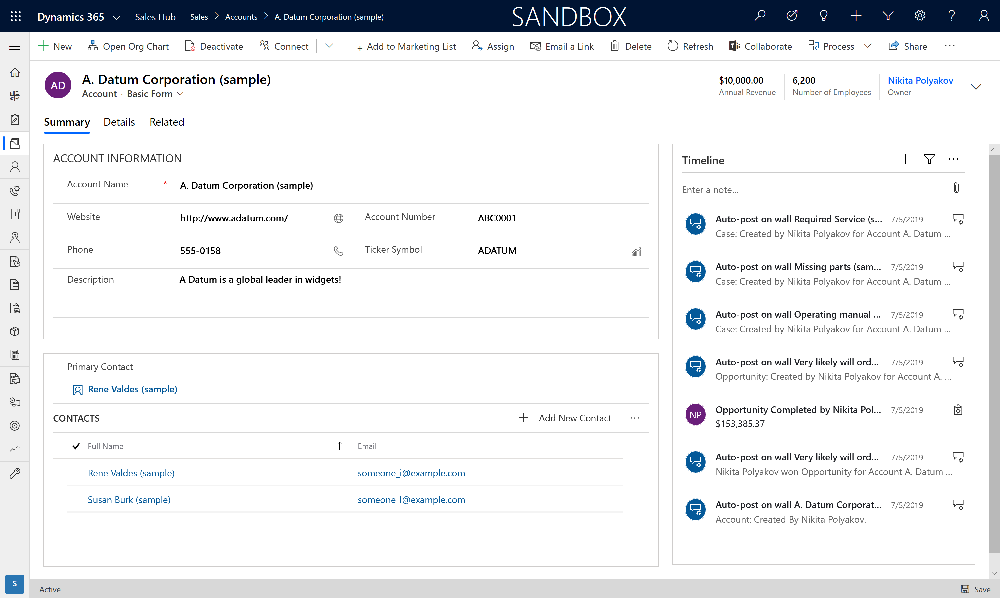 Dynamics 365 Sales Hub Sales > Accounts > A. Datum Corporation (sample) SANDBOX
New Open Org Chart Deactivate Connect Add to Marketing List Assign Email a Link Delete Refresh Collaborate Process Share ...
AD
A. Datum Corporation (sample)
Account · Basic Form
$10,000.00
Annual Revenue
6,200
Number of Employees
Nikita Polyakov
Owner
Summary Details Related
ACCOUNT INFORMATION
Account Name * A. Datum Corporation (sample)
Website http://www.adatum.com/ Account Number ABC0001
Phone 555-0158 Ticker Symbol ADATUM
Description A Datum is a global leader in widgets!
Primary Contact
Rene Valdes (sample)
CONTACTS Add New Contact ...
Full Name ↑ Email
Rene Valdes (sample) someone_i@example.com
Susan Burk (sample) someone_l@example.com
Timeline ...
Enter a note...
Auto-post on wall Required Service (s... 7/5/2019
Case: Created by Nikita Polyakov for Account A. Datum ...
Auto-post on wall Missing parts (sam... 7/5/2019
Case: Created by Nikita Polyakov for Account A. Datum ...
Auto-post on wall Operating manual ... 7/5/2019
Case: Created by Nikita Polyakov for Account A. Datum ...
Auto-post on wall Very likely will ord... 7/5/2019
Opportunity: Created by Nikita Polyakov for Account A. ...
NP
Opportunity Completed by Nikita Pol... 7/5/2019
$153,385.37
Auto-post on wall Very likely will ord... 7/5/2019
Nikita Polyakov won Opportunity for Account A. Datum ...
Auto-post on wall A. Datum Corporat... 7/5/2019
Account: Created By Nikita Polyakov.
S
Active
Save